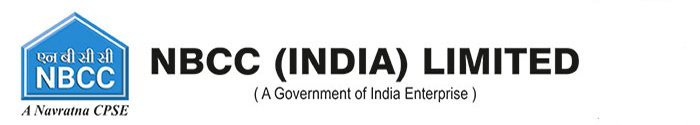 एन बी सी सी
NBCC
A Navratna CPSE
NBCC (INDIA) LIMITED
( A Government of India Enterprise )